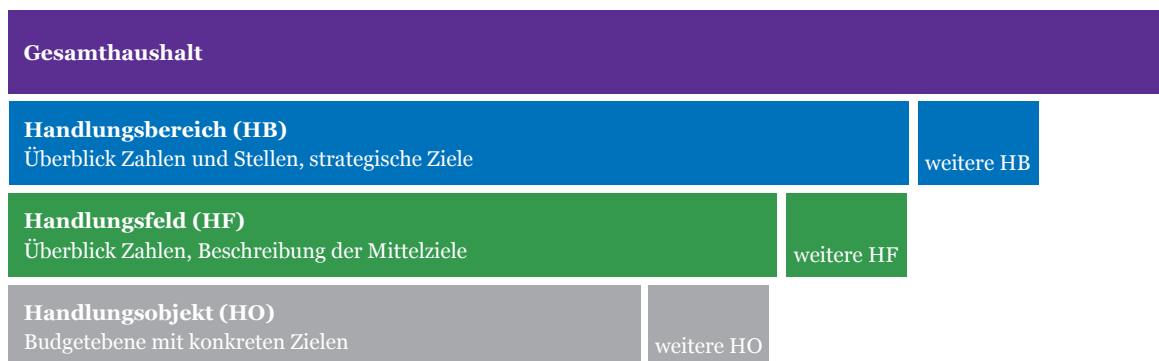 Gesamthaushalt
Handlungsbereich (HB)
Überblick Zahlen und Stellen, strategische Ziele
weitere HB
Handlungsfeld (HF)
Überblick Zahlen, Beschreibung der Mittelziele
weitere HF
Handlungsobjekt (HO)
Budgetebene mit konkreten Zielen
weitere HO